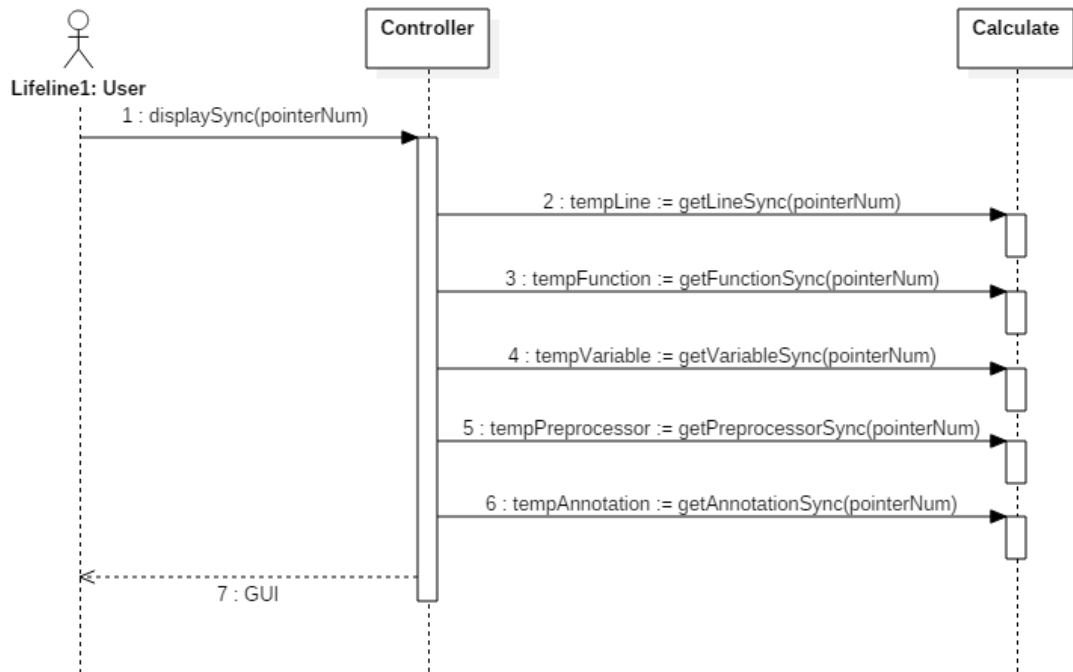 Controller
Calculate
Lifeline1: User
1 : displaySync(pointerNum)
2 : tempLine := getLineSync(pointerNum)
3 : tempFunction := getFunctionSync(pointerNum)
4 : tempVariable := getVariableSync(pointerNum)
5 : tempPreprocessor := getPreprocessorSync(pointerNum)
6 : tempAnnotation := getAnnotationSync(pointerNum)
7 : GUI